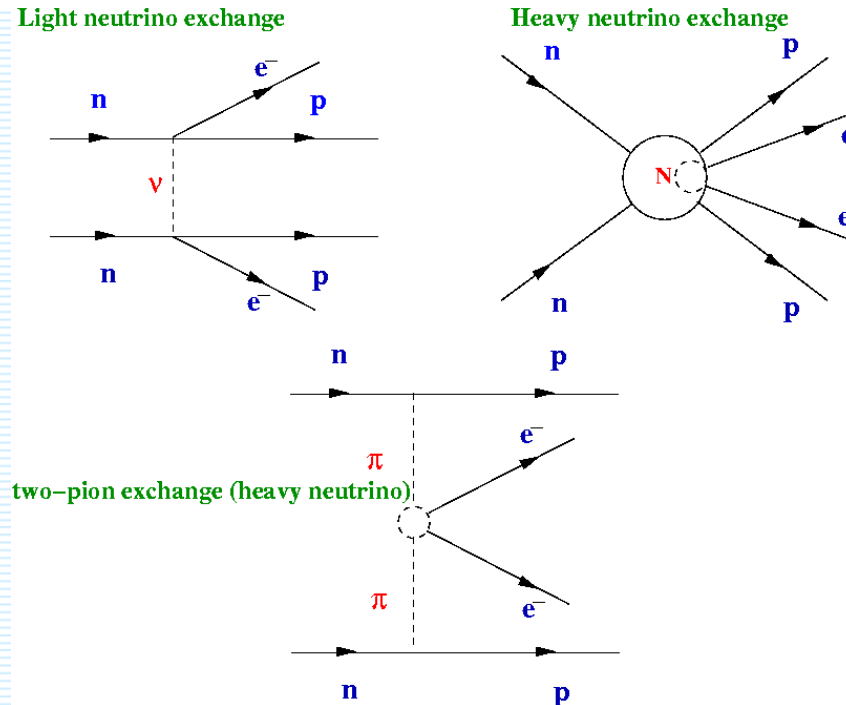 Light neutrino exchange
e⁻
n
p
ν
n
p
e⁻
Heavy neutrino exchange
n
p
e
N
e
n
p
n
p
π
e⁻
two-pion exchange (heavy neutrino)
π
e⁻
n
p